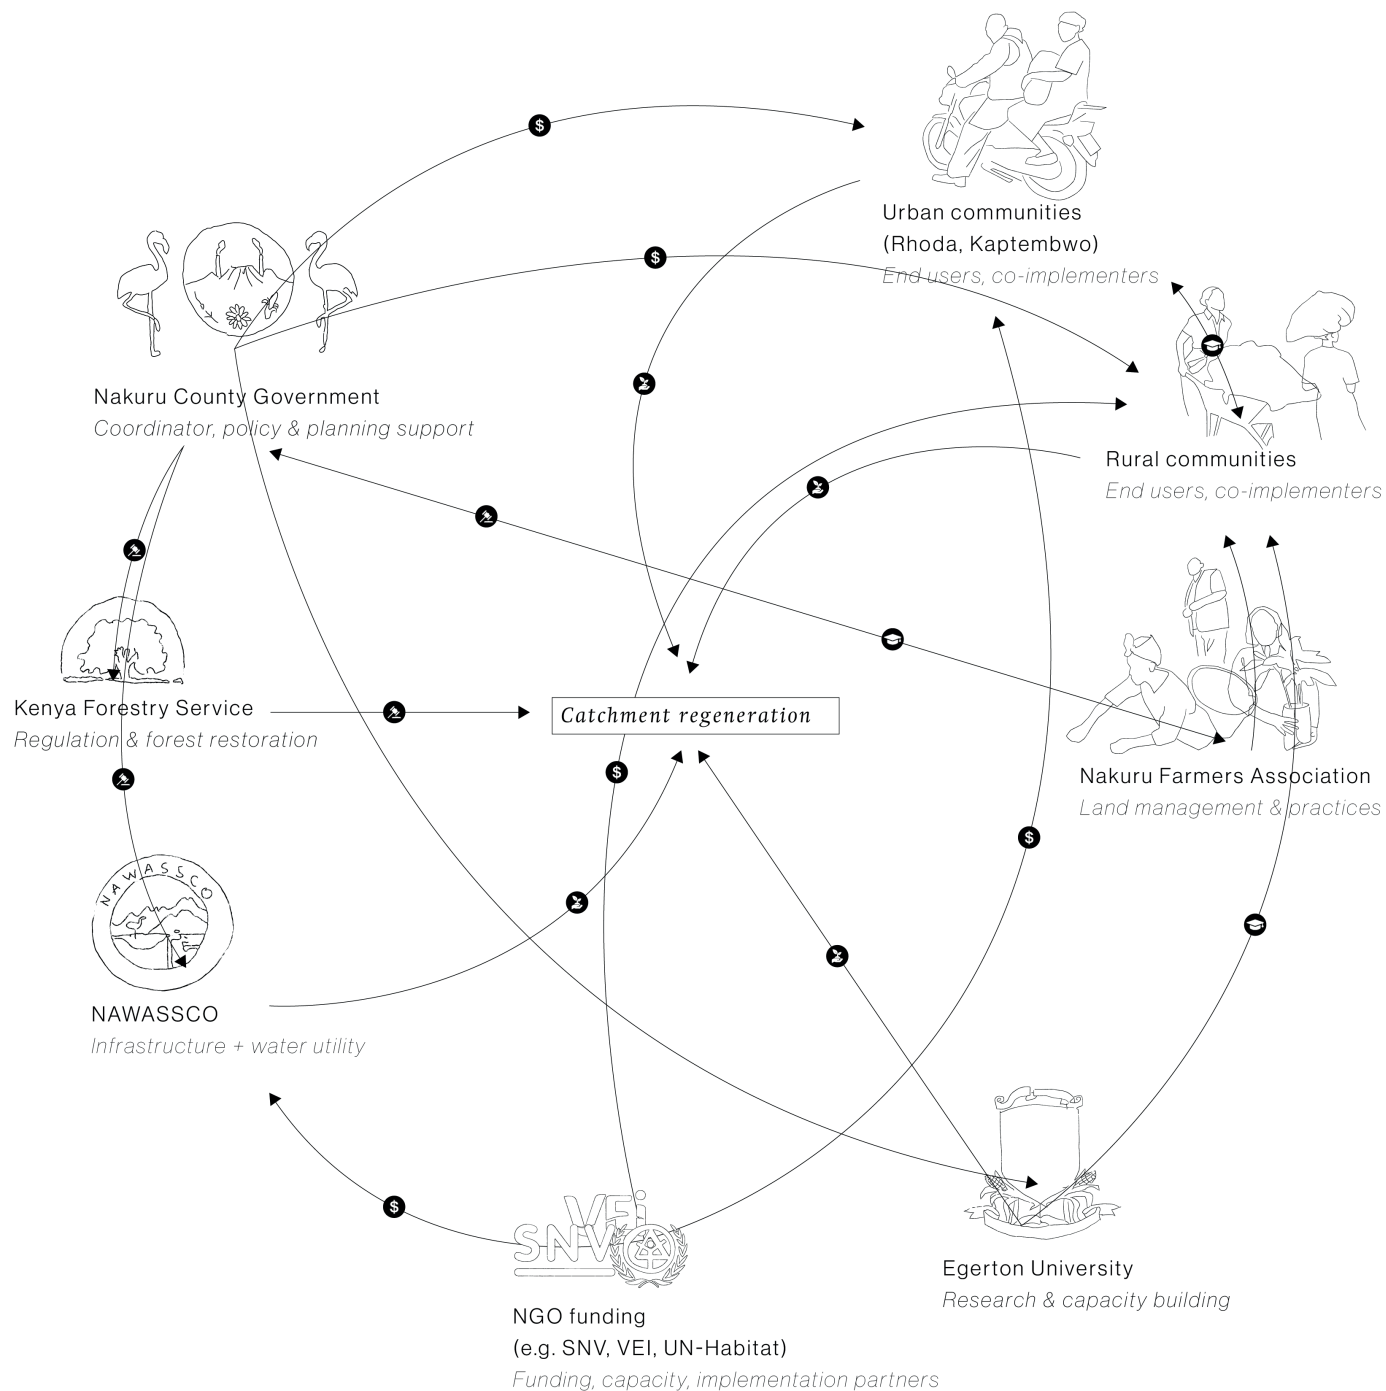 Urban communities
(Rhoda, Kaptembwo)
End users, co-implementers
Nakuru County Government
Coordinator, policy & planning support
Rural communities
End users, co-implementers
Kenya Forestry Service
Regulation & forest restoration
Catchment regeneration
Nakuru Farmers Association
Land management & practices
NAWASSCO
NAWASSCO
Infrastructure + water utility
VEi
SNV
Egerton University
Research & capacity building
NGO funding
(e.g. SNV, VEI, UN-Habitat)
Funding, capacity, implementation partners
$
$
$
$
$